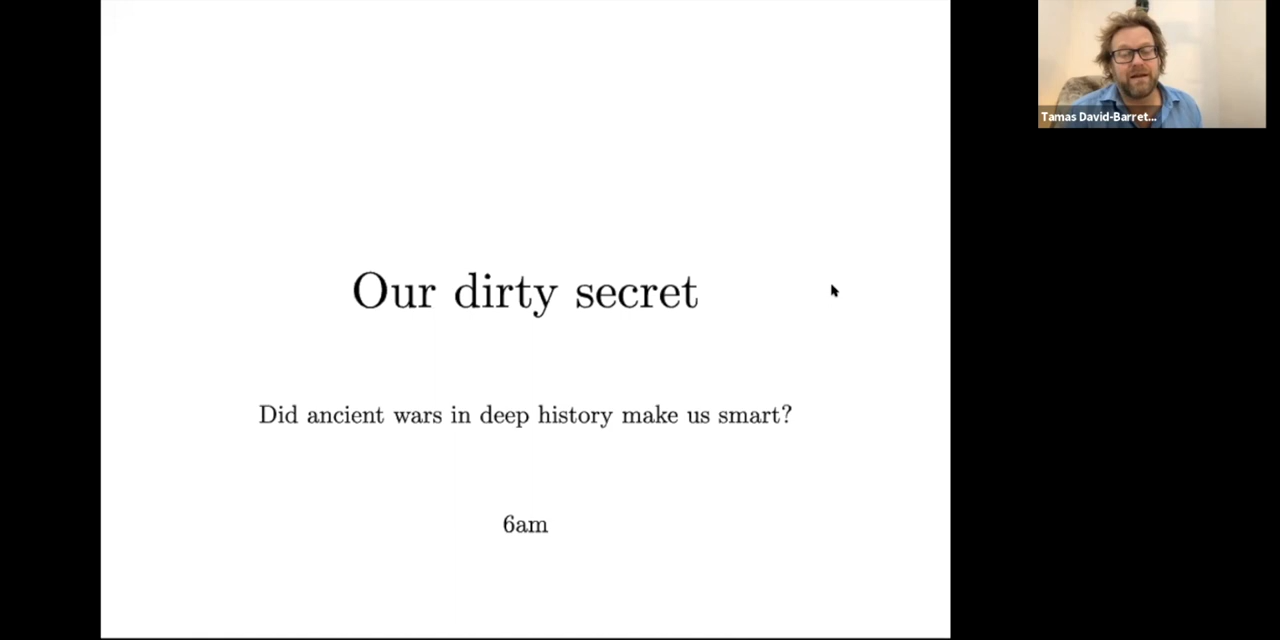 Our dirty secret
Did ancient wars in deep history make us smart?
6am
Tamas David-Barret...